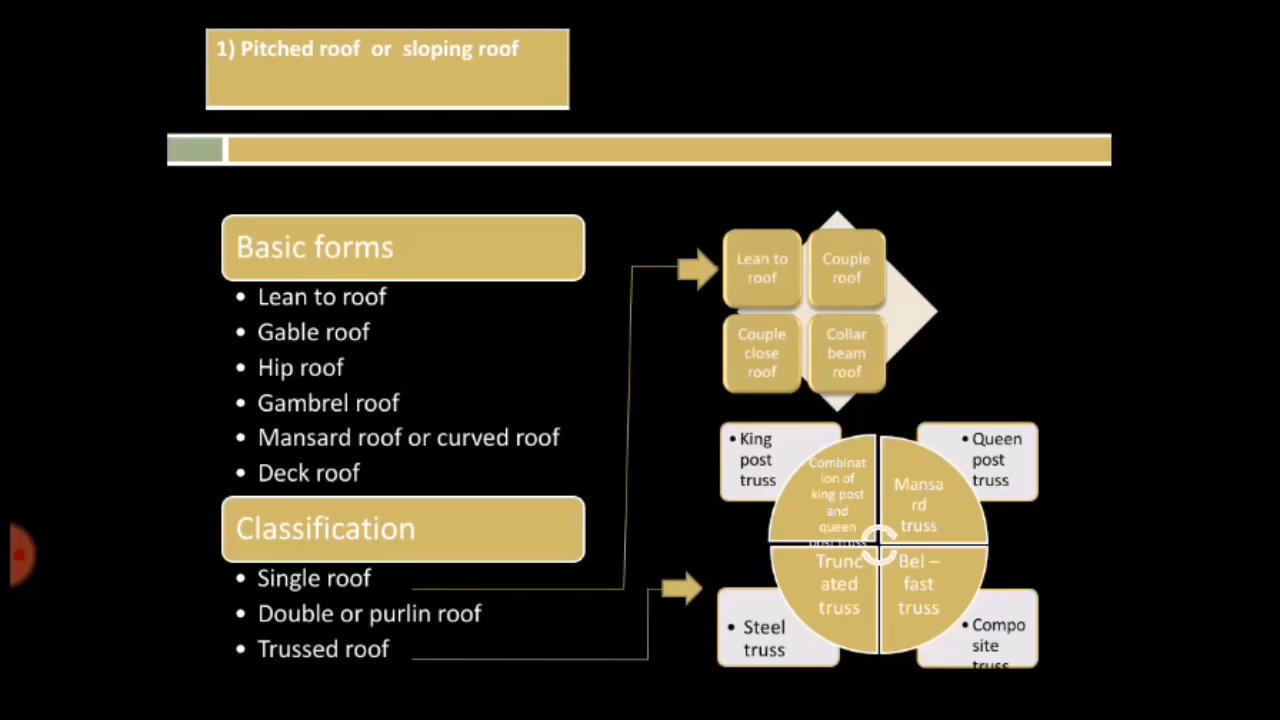 1) Pitched roof or sloping roof
Basic forms
• Lean to roof
• Gable roof
• Hip roof
• Gambrel roof
• Mansard roof or curved roof
• Deck roof
Classification
• Single roof
• Double or purlin roof
• Trussed roof
Lean to
roof
Couple
roof
Couple
close
roof
Collar
beam
roof
• King
post
truss
• Queen
post
truss
Combinat
ion of
king post
and
queen
post truss
Mansa
rd
truss
Trunc
ated
truss
Bel –
fast
truss
• Steel
truss
• Compo
site
truss